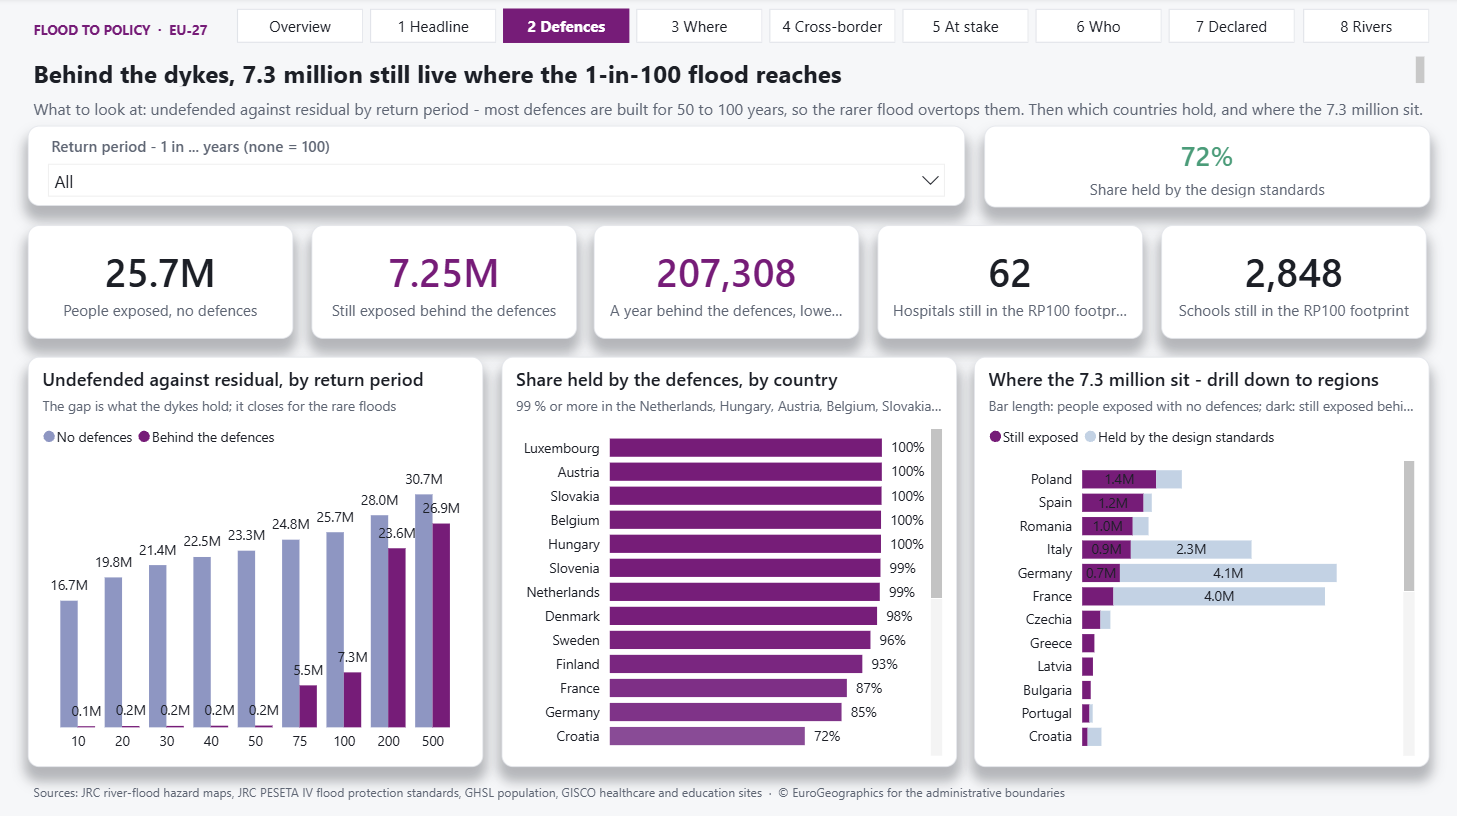 FLOOD TO POLICY · EU-27
Overview
1 Headline
2 Defences
3 Where
4 Cross-border
5 At stake
6 Who
7 Declared
8 Rivers
Behind the dykes, 7.3 million still live where the 1-in-100 flood reaches
What to look at: undefended against residual by return period - most defences are built for 50 to 100 years, so the rarer flood overtops them. Then which countries hold, and where the 7.3 million sit.
Return period - 1 in ... years (none = 100)
All
72%
Share held by the design standards
25.7M
People exposed, no defences
7.25M
Still exposed behind the defences
207,308
A year behind the defences, lowe...
62
Hospitals still in the RP100 footpr...
2,848
Schools still in the RP100 footprint
Undefended against residual, by return period
The gap is what the dykes hold; it closes for the rare floods
No defences
Behind the defences
16.7M
19.8M
21.4M
22.5M
23.3M
24.8M
25.7M
28.0M
30.7M
0.1M
0.2M
0.2M
0.2M
0.2M
5.5M
7.3M
23.6M
26.9M
10
20
30
40
50
75
100
200
500
Share held by the defences, by country
99 % or more in the Netherlands, Hungary, Austria, Belgium, Slovakia...
Luxembourg 100%
Austria 100%
Slovakia 100%
Belgium 100%
Hungary 100%
Slovenia 99%
Netherlands 99%
Denmark 98%
Sweden 96%
Finland 93%
France 87%
Germany 85%
Croatia 72%
Where the 7.3 million sit - drill down to regions
Bar length: people exposed with no defences; dark: still exposed behi...
Still exposed
Held by the design standards
Poland 1.4M
Spain 1.2M
Romania 1.0M
Italy 0.9M 2.3M
Germany 0.7M 4.1M
France 4.0M
Czechia
Greece
Latvia
Bulgaria
Portugal
Croatia
Sources: JRC river-flood hazard maps, JRC PESETA IV flood protection standards, GHSL population, GISCO healthcare and education sites · © EuroGeographics for the administrative boundaries